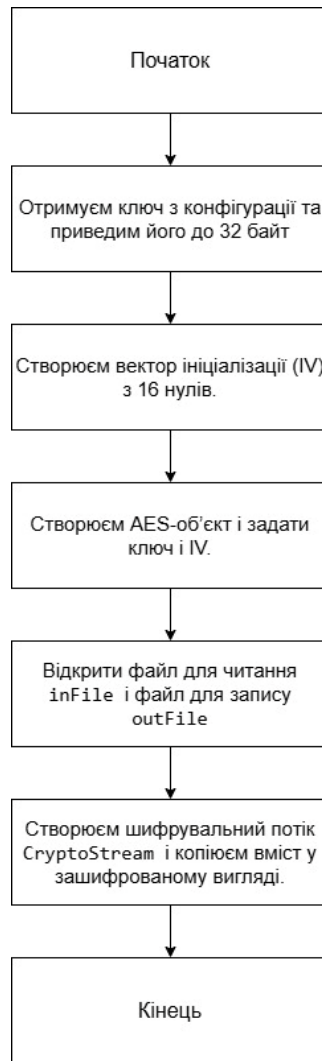 Початок
Отримуєм ключ з конфігурації та
приведим його до 32 байт
Створюєм вектор ініціалізації (IV)
з 16 нулів.
Створюєм AES-об’єкт і задати
ключ і IV.
Відкрити файл для читання
inFile і файл для запису
outFile
Створюєм шифрувальний потік
CryptoStream і копіюєм вміст у
зашифрованому вигляді.
Кінець